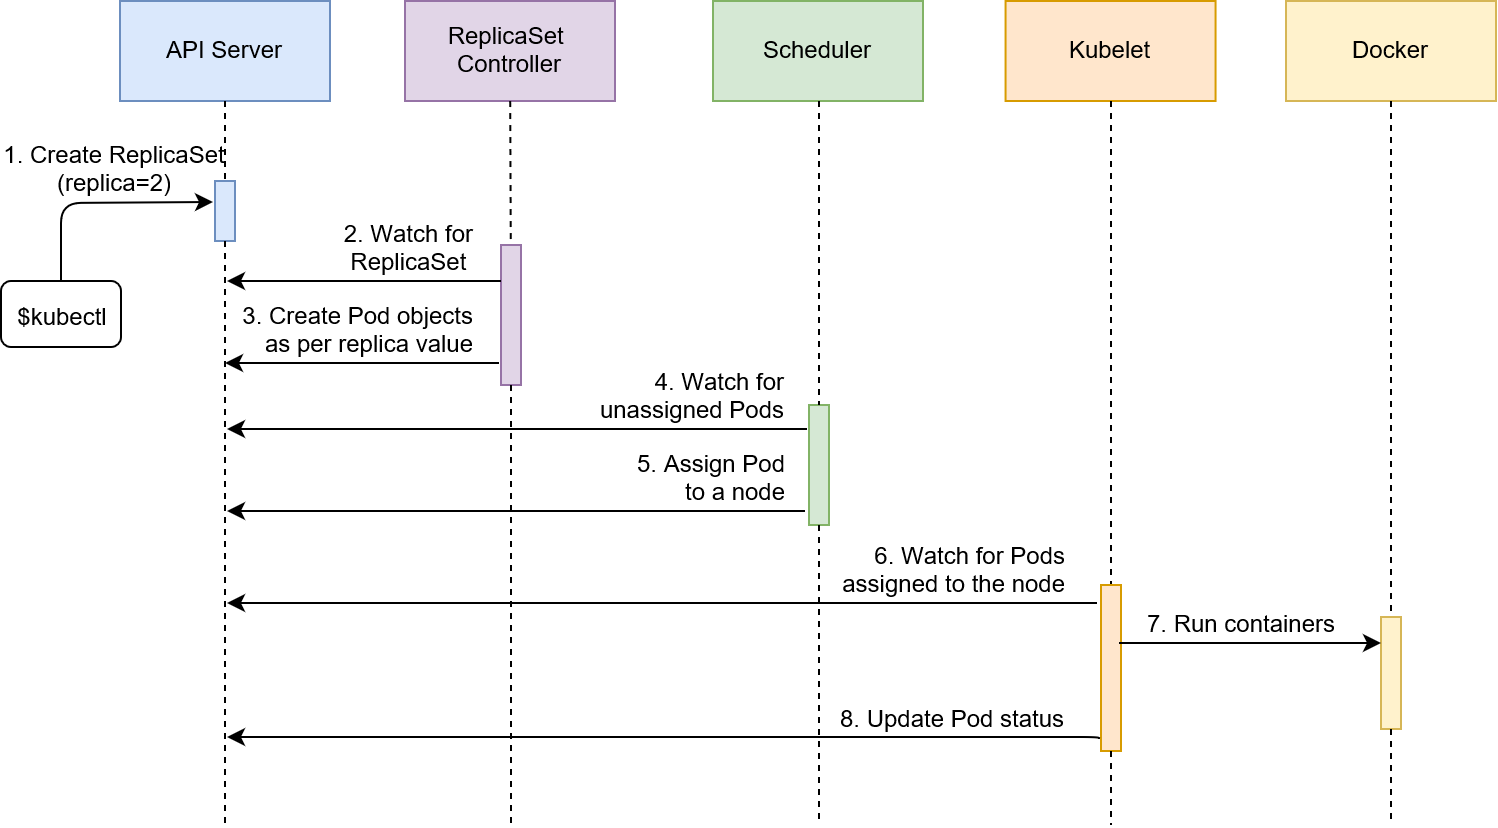 API Server
ReplicaSet
Controller
Scheduler
Kubelet
Docker
1. Create ReplicaSet
(replica=2)
$kubectl
2. Watch for
ReplicaSet
3. Create Pod objects
as per replica value
4. Watch for
unassigned Pods
5. Assign Pod
to a node
6. Watch for Pods
assigned to the node
7. Run containers
8. Update Pod status